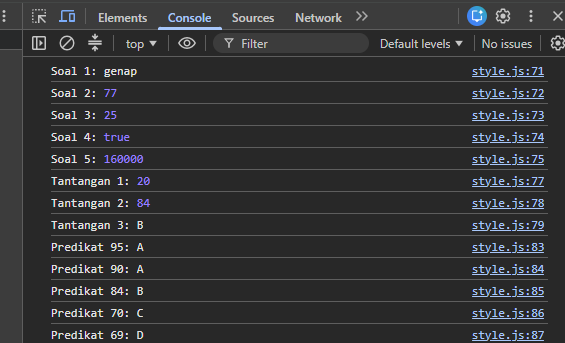 Elements Console Sources Network
top Filter Default levels No issues
Soal 1: genap style.js:71
Soal 2: 77 style.js:72
Soal 3: 25 style.js:73
Soal 4: true style.js:74
Soal 5: 160000 style.js:75
Tantangan 1: 20 style.js:77
Tantangan 2: 84 style.js:78
Tantangan 3: B style.js:79
Predikat 95: A style.js:83
Predikat 90: A style.js:84
Predikat 84: B style.js:85
Predikat 70: C style.js:86
Predikat 69: D style.js:87